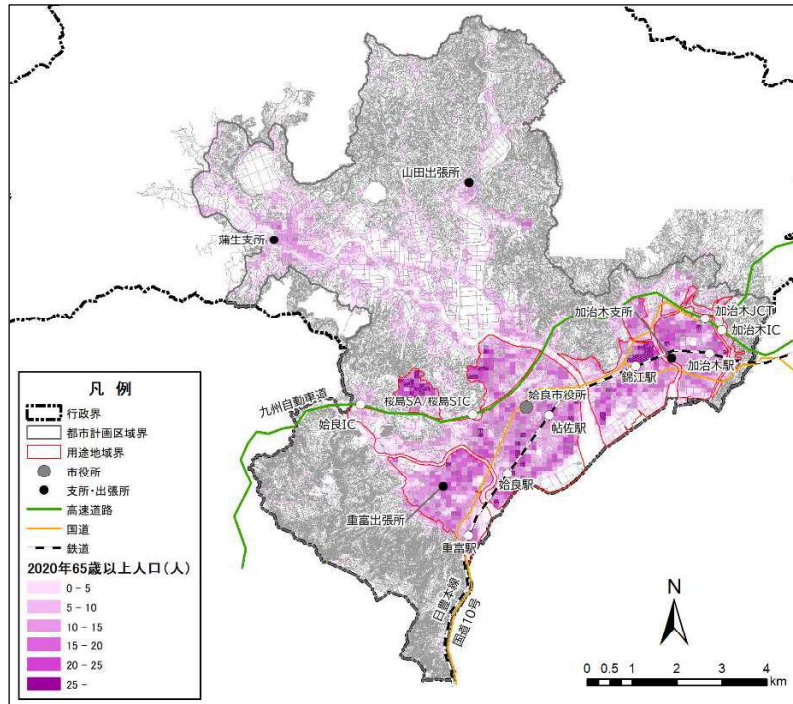 山田出張所
蒲生支所
加治木支所
加治木JCT
加治木IC
加治木駅
錦江駅
桜島SA/桜島SIC
姶良市役所
九州自動車道
姶良IC
帖佐駅
姶良駅
重富出張所
重富駅
日豊本線
国道10号
凡例
行政界
都市計画区域界
用途地域界
市役所
支所・出張所
高速道路
国道
鉄道
2020年65歳以上人口(人)
0 - 5
5 - 10
10 - 15
15 - 20
20 - 25
25 -
N
0 0.5 1 2 3 4
km